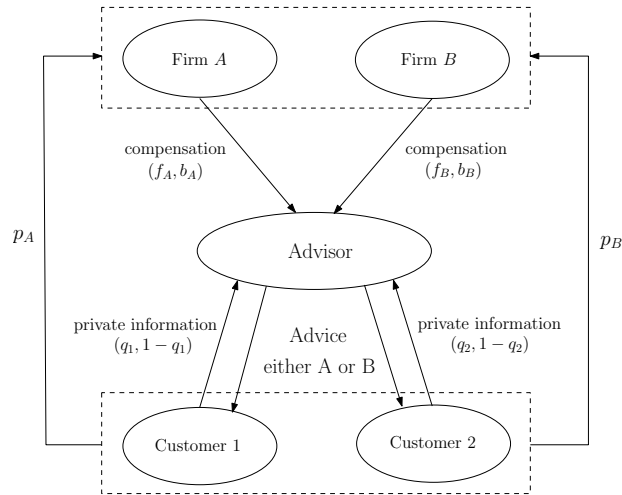 Firm A
Firm B
compensation
(f_A, b_A)
compensation
(f_B, b_B)
p_A
p_B
Advisor
private information
(q_1, 1 − q_1)
Advice
either A or B
private information
(q_2, 1 − q_2)
Customer 1
Customer 2